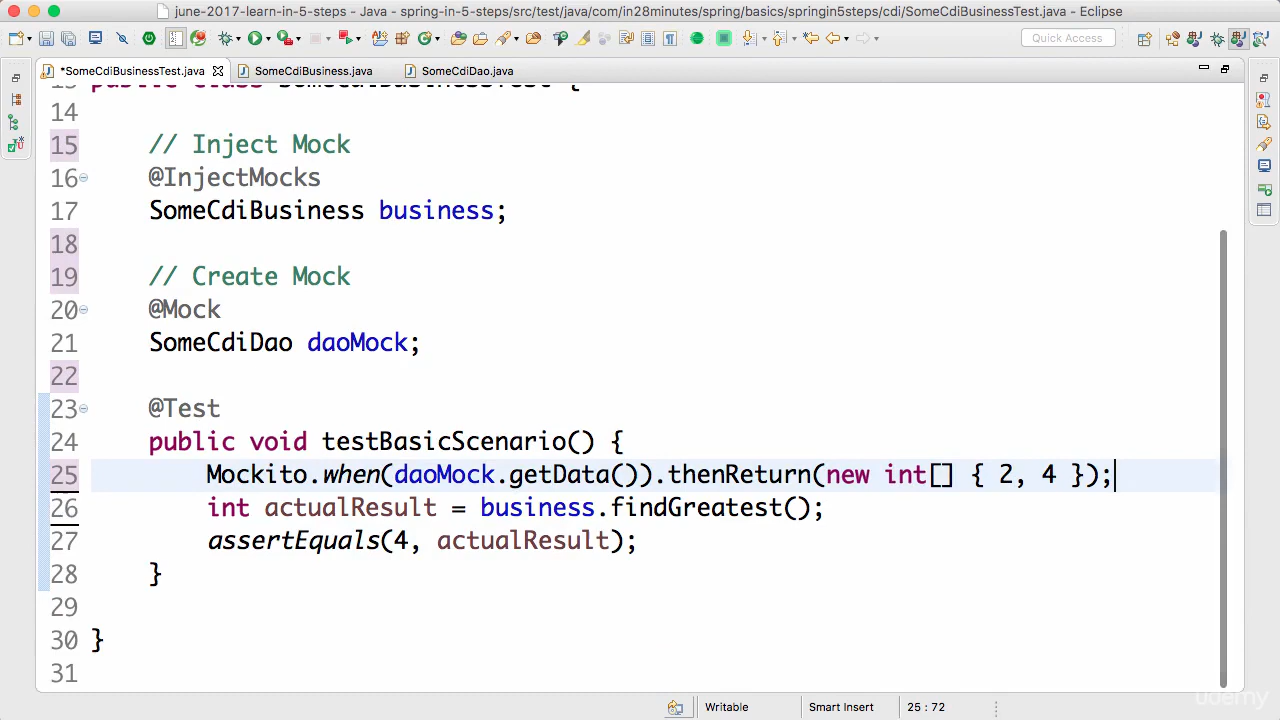 june-2017-learn-in-5-steps - Java - spring-in-5-steps/src/test/java/com/in28minutes/spring/basics/springin5steps/cdi/SomeCdiBusinessTest.java - Eclipse
Quick Access
*SomeCdiBusinessTest.java SomeCdiBusiness.java SomeCdiDao.java
13 public class SomeCdiBusinessTest {
14
15 // Inject Mock
16 @InjectMocks
17 SomeCdiBusiness business;
18
19 // Create Mock
20 @Mock
21 SomeCdiDao daoMock;
22
23 @Test
24 public void testBasicScenario() {
25 Mockito.when(daoMock.getData()).thenReturn(new int[] { 2, 4 });
26 int actualResult = business.findGreatest();
27 assertEquals(4, actualResult);
28 }
29
30 }
31
Writable Smart Insert 25 : 72
udemy